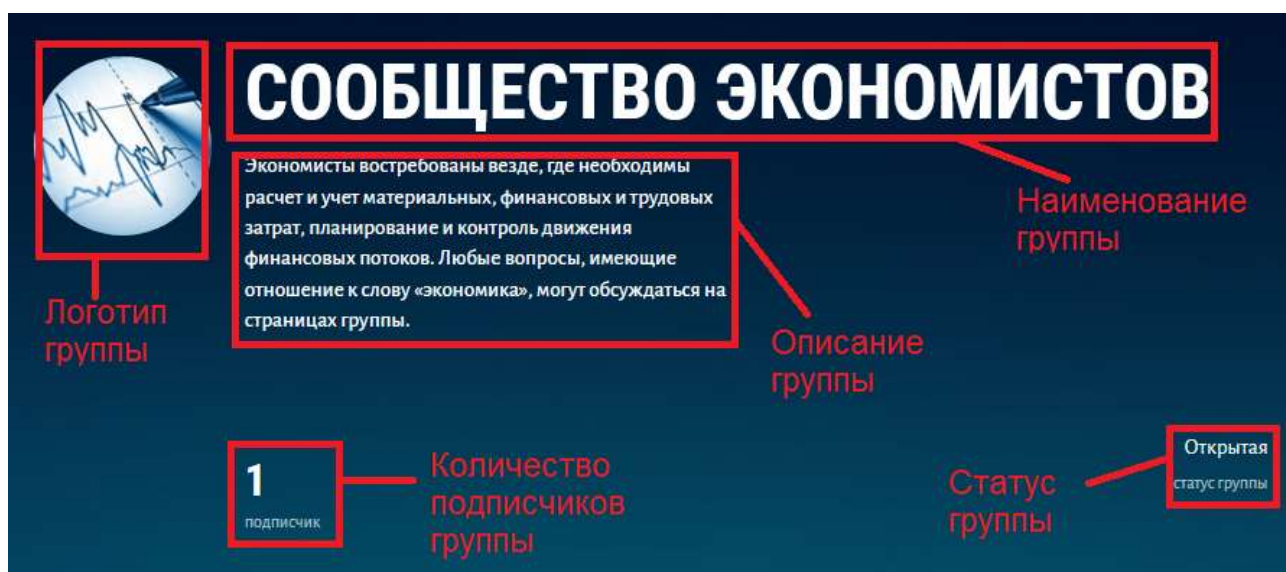 СООБЩЕСТВО ЭКОНОМИСТОВ
Экономисты востребованы везде, где необходимы
расчет и учет материальных, финансовых и трудовых
затрат, планирование и контроль движения
финансовых потоков. Любые вопросы, имеющие
отношение к слову «экономика», могут обсуждаться на
страницах группы.
Наименование
группы
Логотип
группы
Описание
группы
1
подписчик
Количество
подписчиков
группы
Статус
группы
Открытая
статус группы